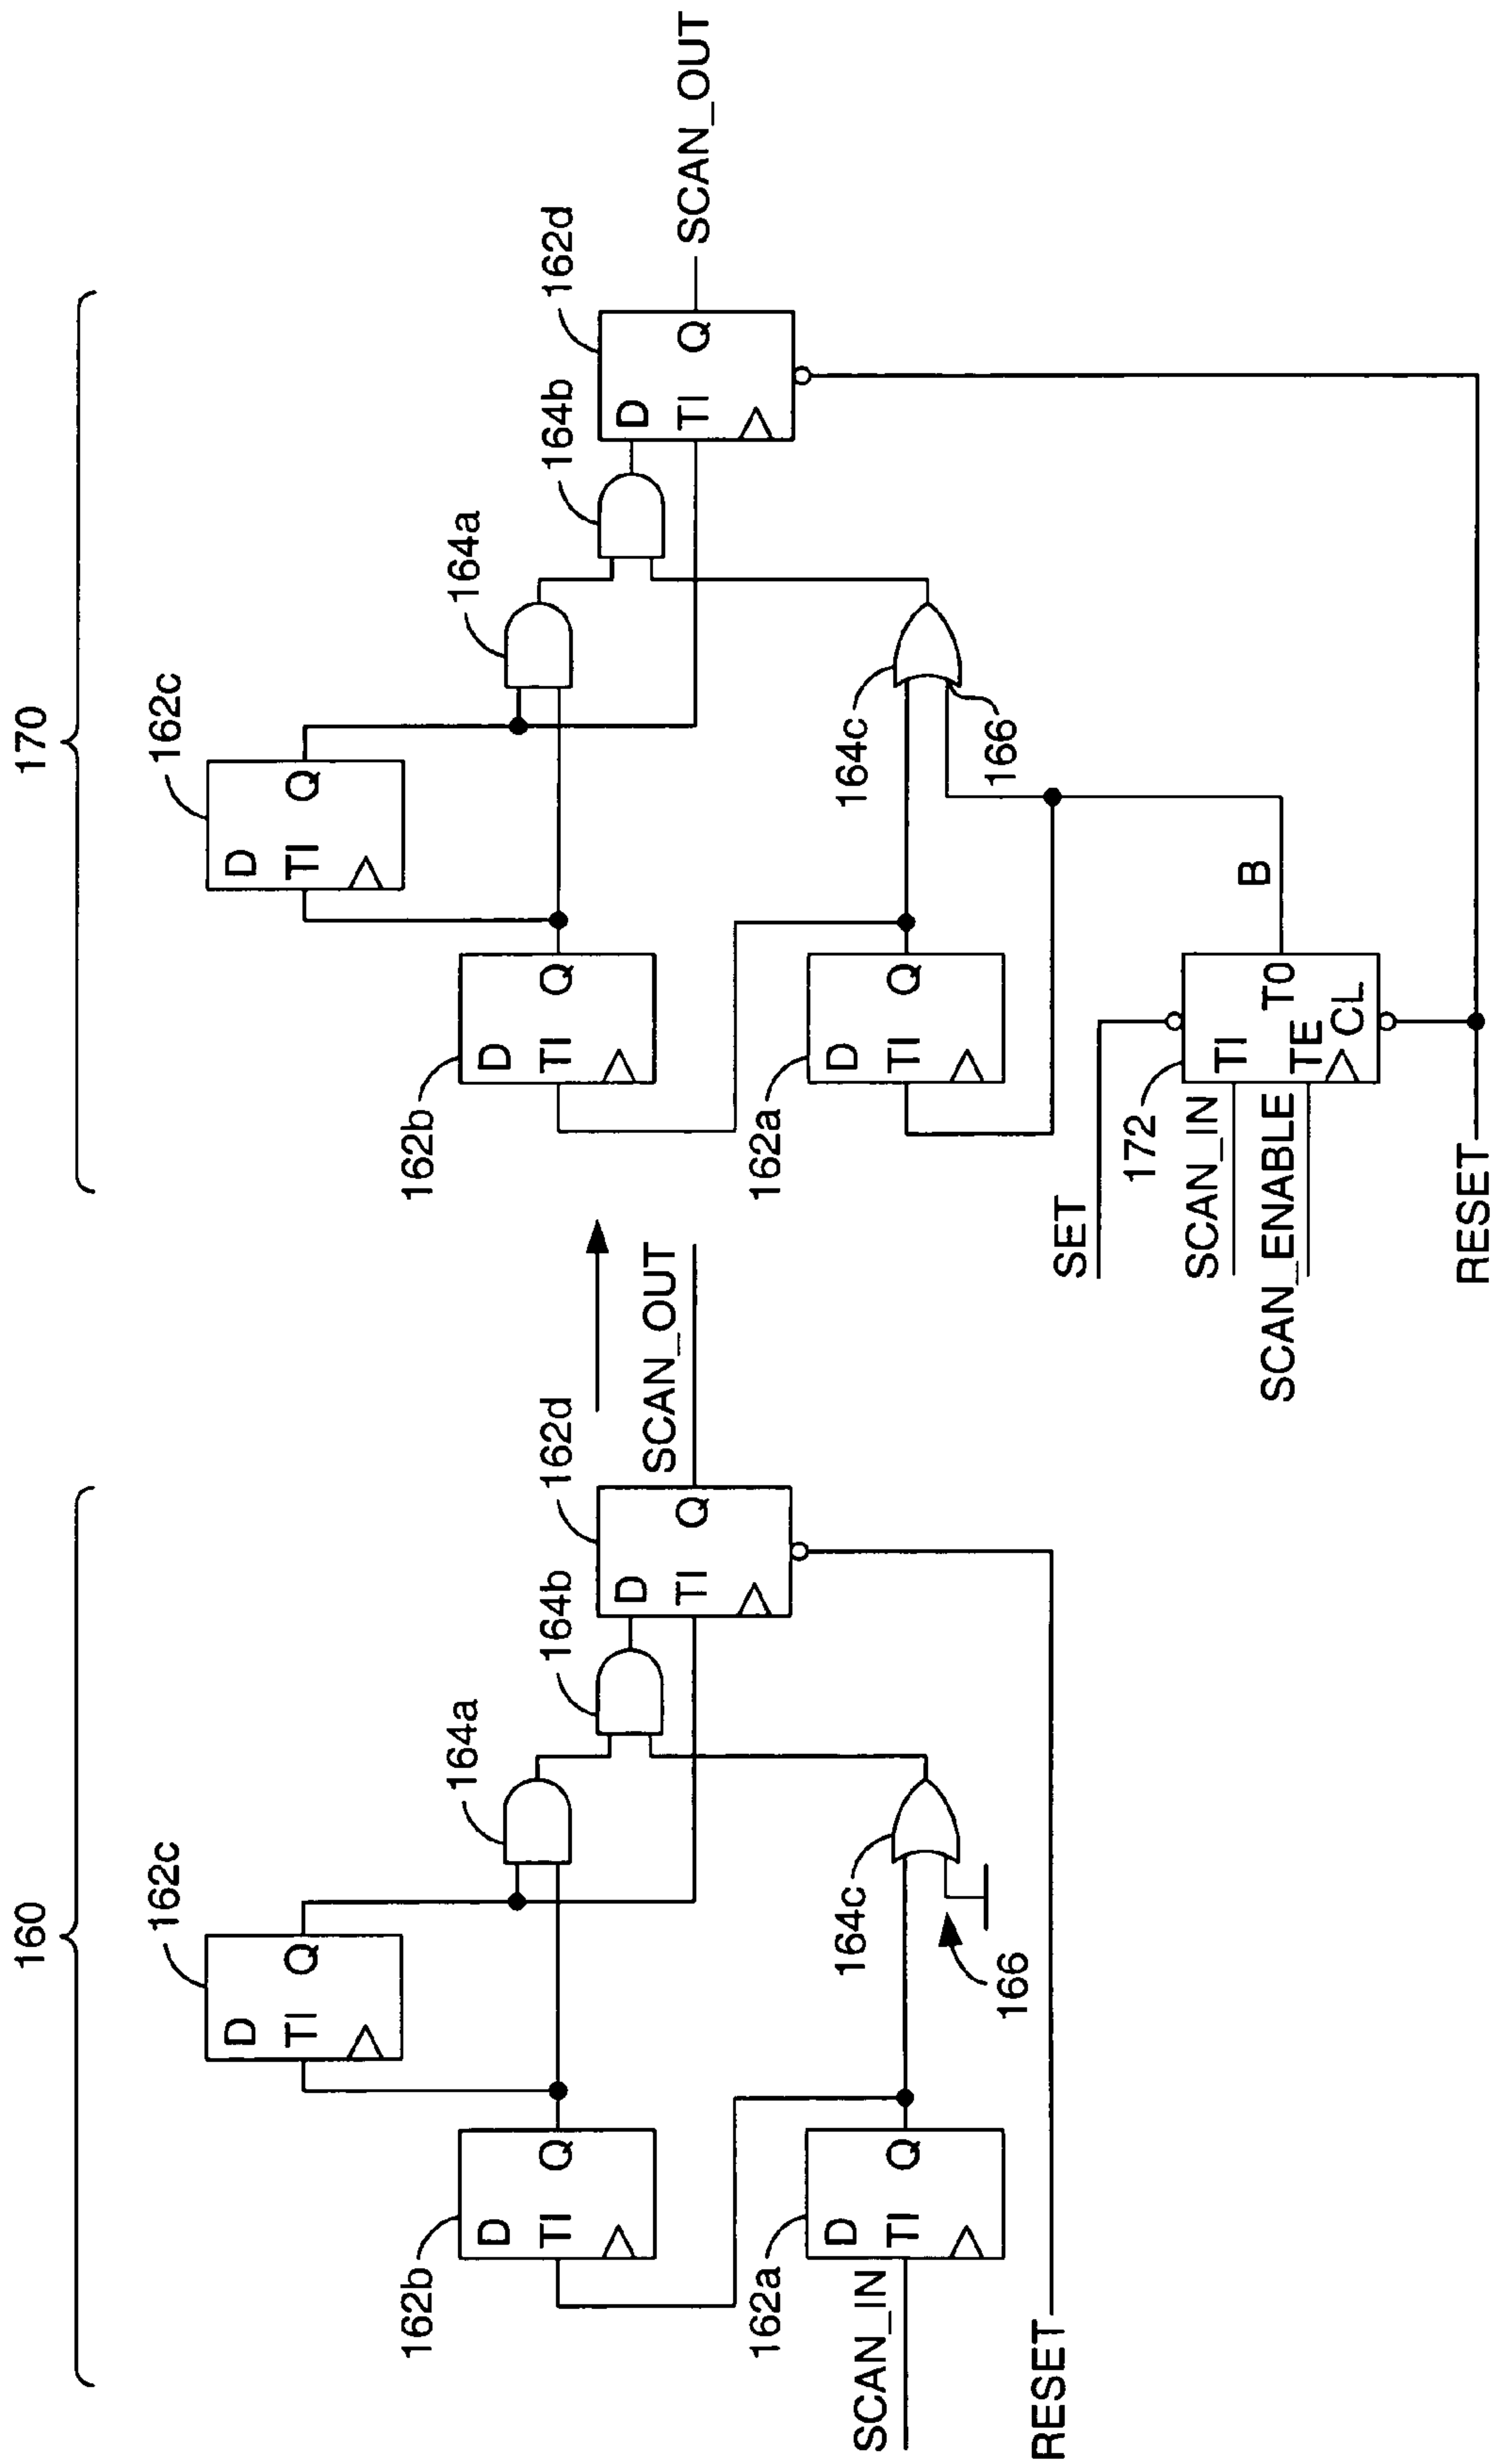 160
162c
D
TI
Q
164a
164b
162d
D
TI
Q
SCAN_OUT
162b
D
TI
Q
164c
166
162a
D
TI
Q
SCAN_IN
RESET
170
162c
D
TI
Q
164a
164b
162d
D
TI
Q
SCAN_OUT
162b
D
TI
Q
164c
166
162a
D
TI
Q
B
SET
172
TI
T0
TE
CL
SCAN_IN
SCAN_ENABLE
RESET